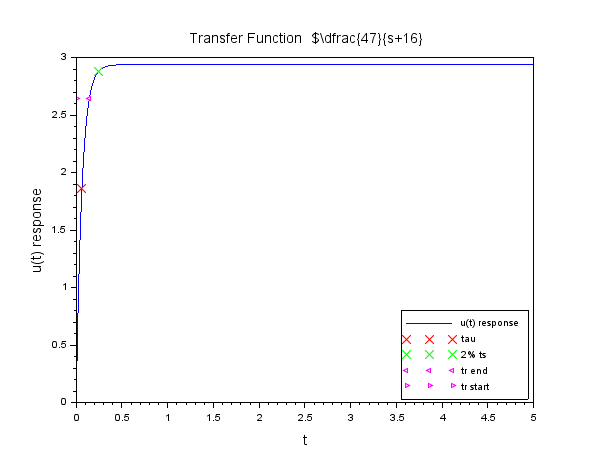 Transfer Function $\dfrac{47}{s+16}
3
2.5
2
1.5
1
0.5
0
u(t) response
0 0.5 1 1.5 2 2.5 3 3.5 4 4.5 5
t
u(t) response
tau
2% ts
tr end
tr start